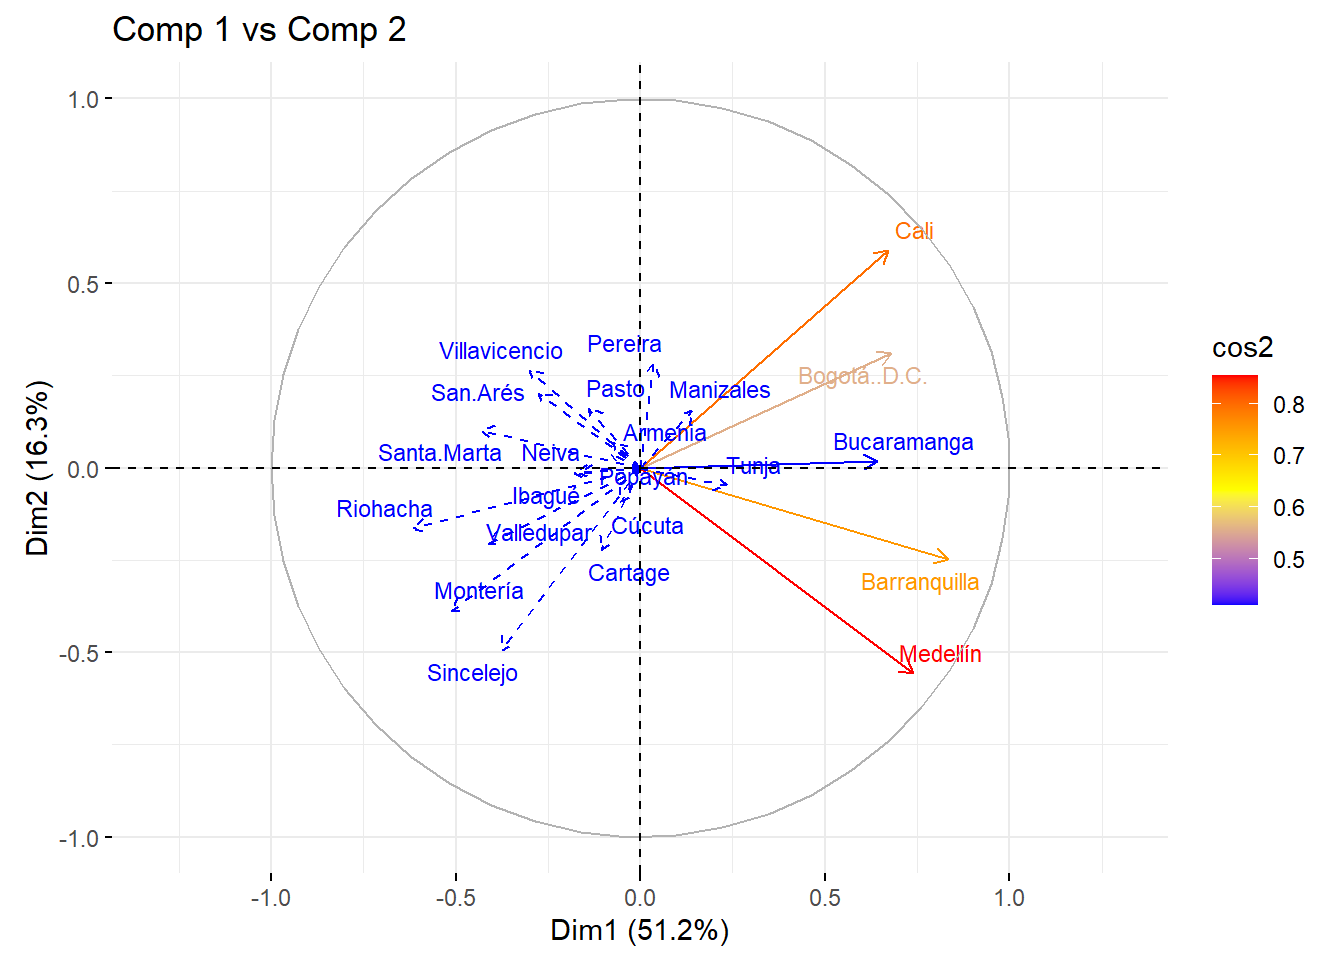 Comp 1 vs Comp 2
1.0
0.5
0.0
-0.5
-1.0
Dim2 (16.3%)
Cali
Villavicencio
Pereira
Bogotá..D.C.
San.Arés
Pasto
Manizales
Armenia
Bucaramanga
Santa.Marta
Neiva
Tunja
Popayán
Ibagué
Riohacha
Valledupar
Cúcuta
Cartage
Barranquilla
Montería
Medellín
Sincelejo
-1.0
-0.5
0.0
0.5
1.0
Dim1 (51.2%)
cos2
0.8
0.7
0.6
0.5